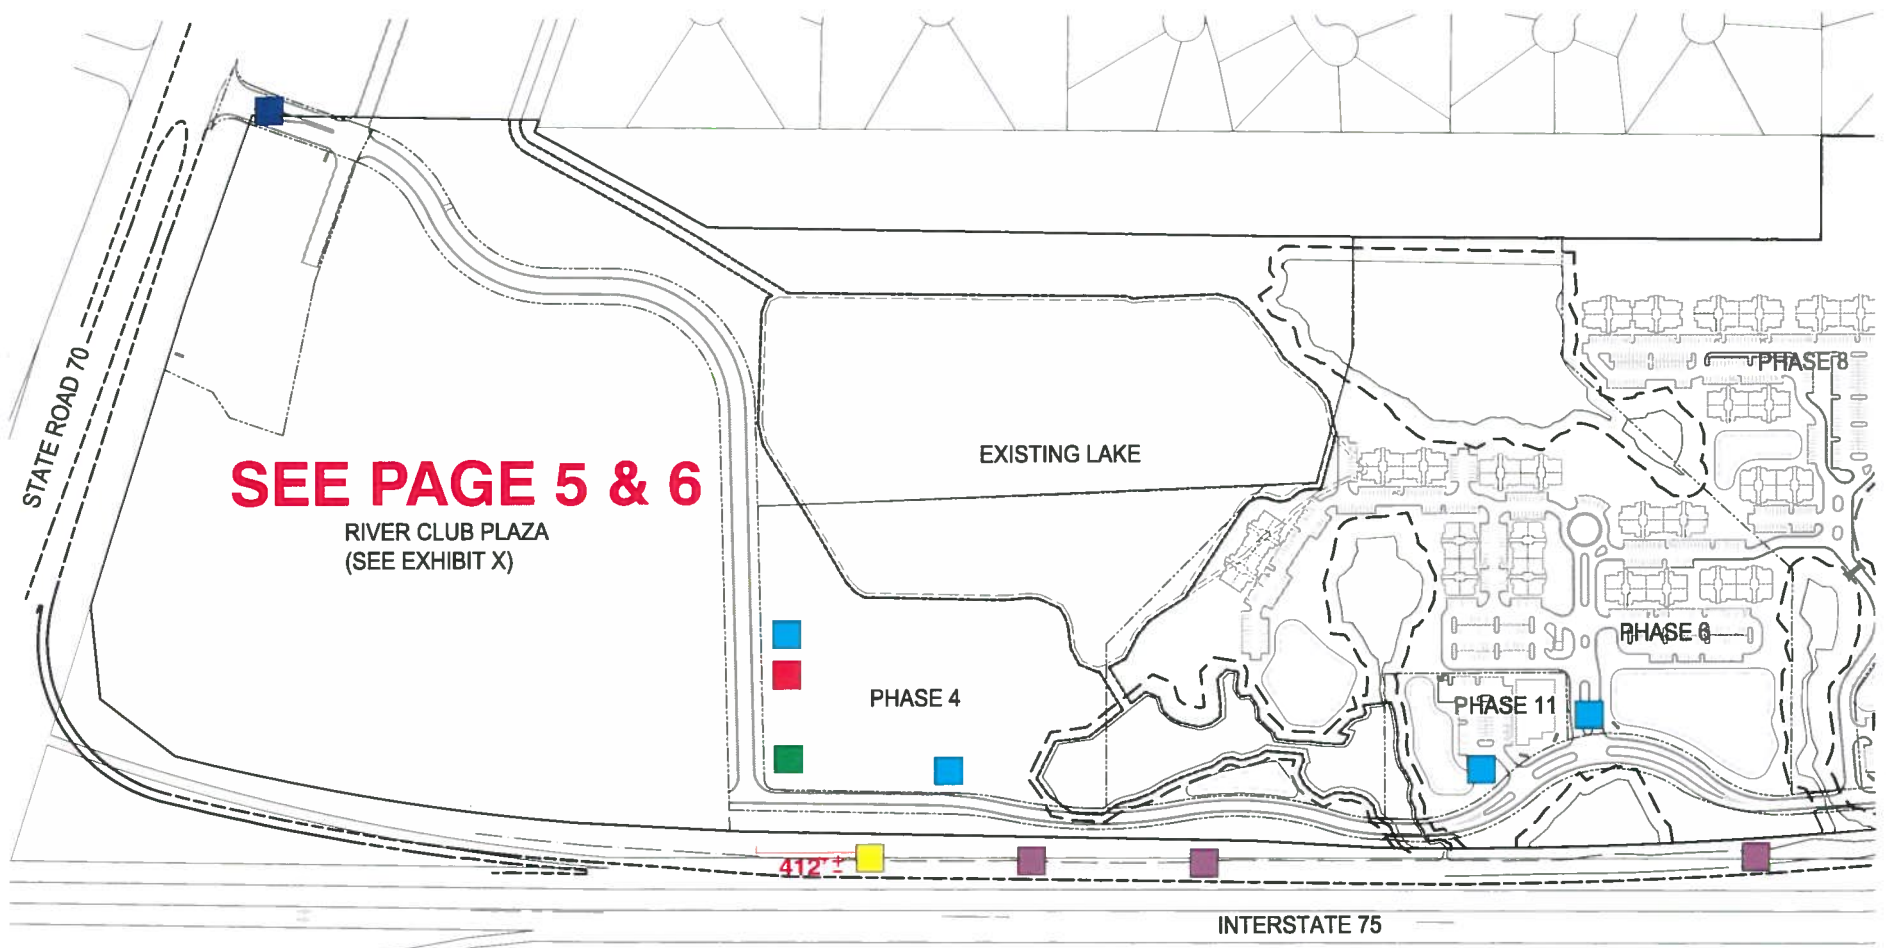 STATE ROAD 70
SEE PAGE 5 & 6
RIVER CLUB PLAZA
(SEE EXHIBIT X)
EXISTING LAKE
PHASE 8
PHASE 6
PHASE 4
PHASE 11
412' ±
INTERSTATE 75